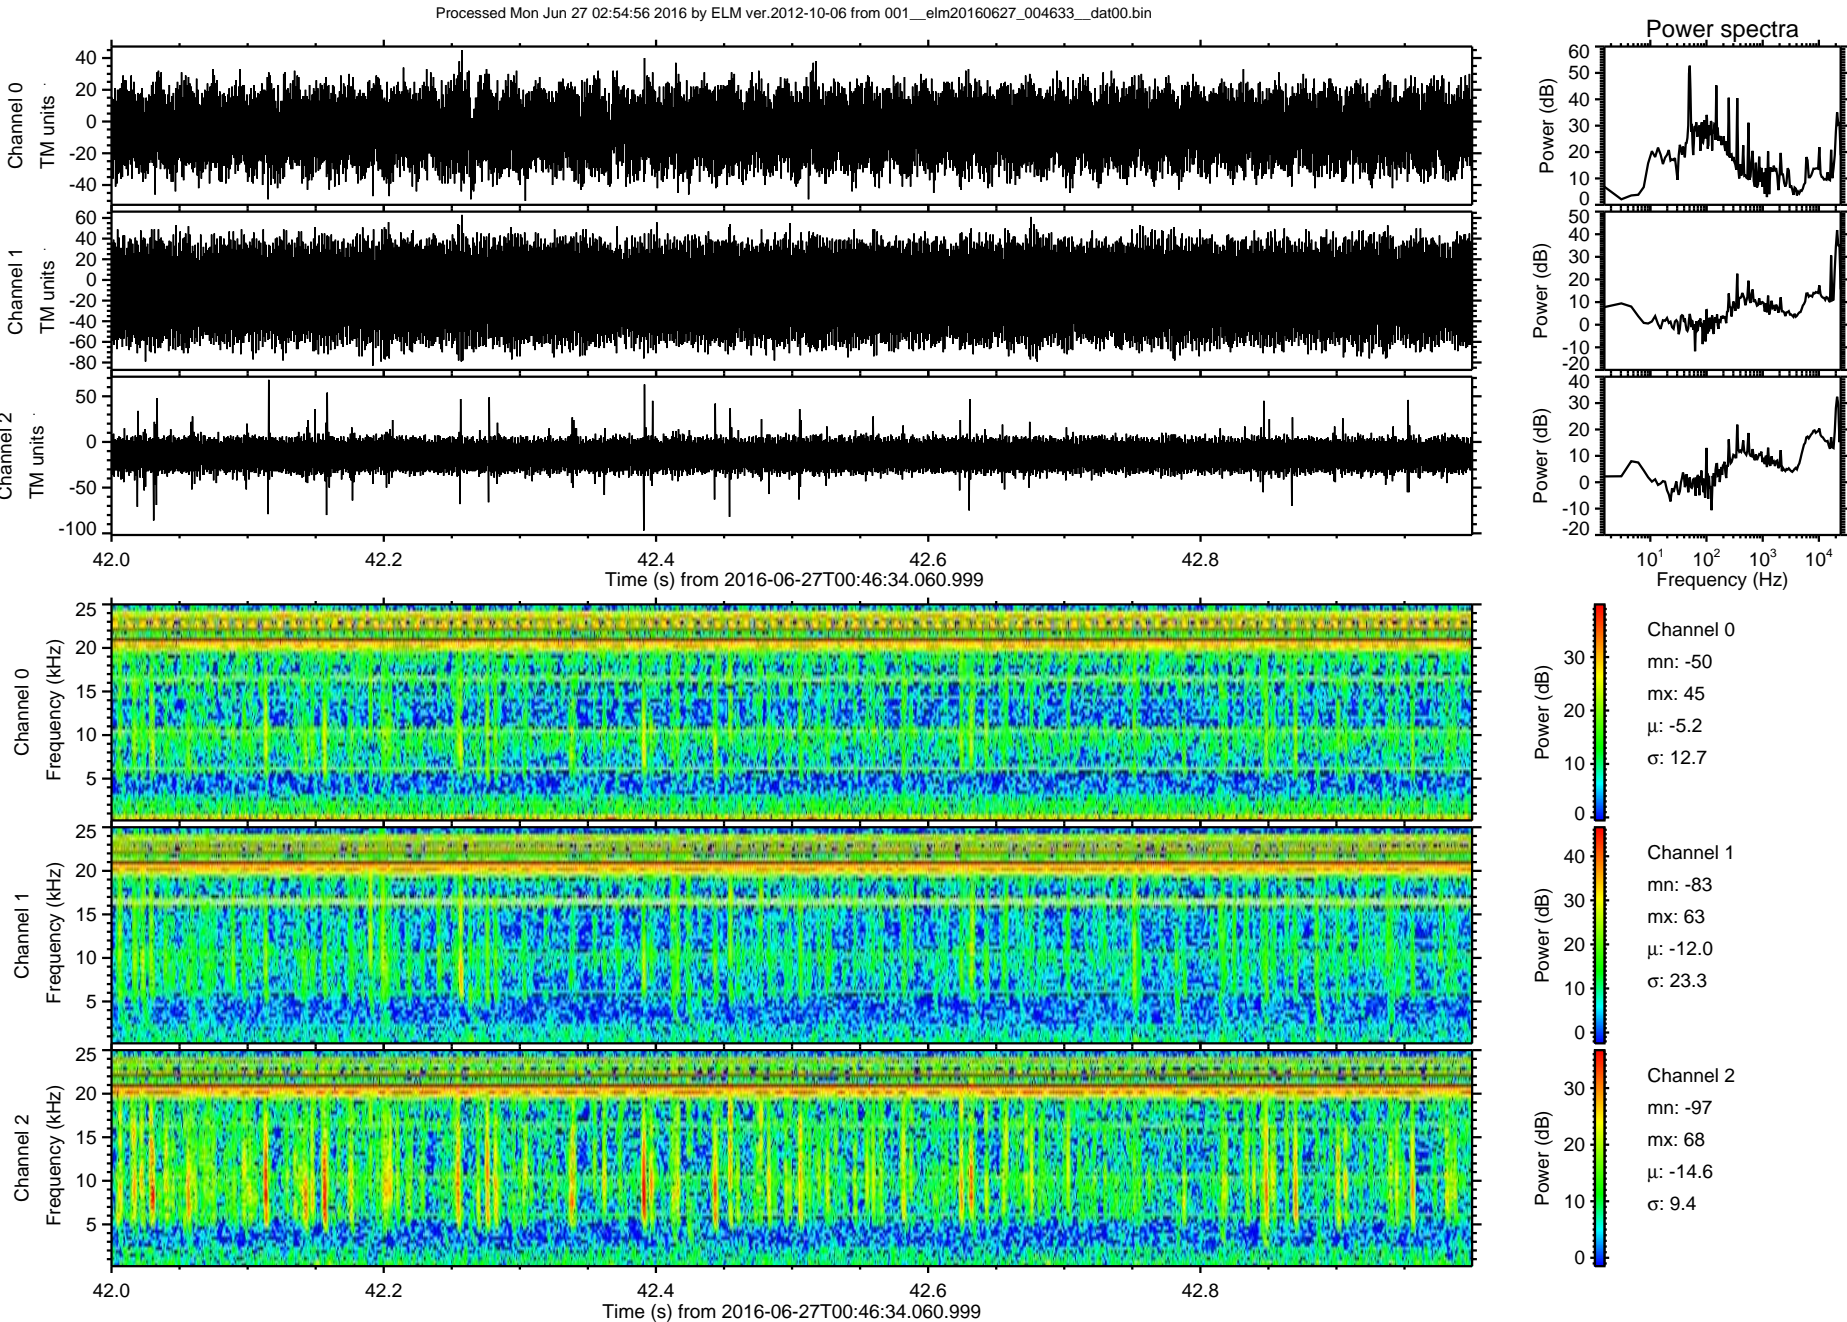 Processed Mon Jun 27 02:54:56 2016 by ELM ver.2012-10-06 from 001__elm20160627_004633__dat00.bin
Power spectra
Channel 0
TM units
40
20
0
-20
-40
Power (dB)
60
50
40
30
20
10
0
Channel 1
TM units
60
40
20
0
-20
-40
-60
-80
Power (dB)
50
40
30
20
10
0
-10
-20
Channel 2
TM units
50
0
-50
-100
Power (dB)
40
30
20
10
0
-10
-20
42.0 42.2 42.4 42.6 42.8
Time (s) from 2016-06-27T00:46:34.060.999
10¹ 10² 10³ 10⁴
Frequency (Hz)
Channel 0
Frequency (kHz)
25
20
15
10
5
Power (dB)
30
20
10
0
Channel 0
mn: -50
mx: 45
μ: -5.2
σ: 12.7
Channel 1
Frequency (kHz)
25
20
15
10
5
Power (dB)
40
30
20
10
0
Channel 1
mn: -83
mx: 63
μ: -12.0
σ: 23.3
Channel 2
Frequency (kHz)
25
20
15
10
5
Power (dB)
30
20
10
0
Channel 2
mn: -97
mx: 68
μ: -14.6
σ: 9.4
42.0 42.2 42.4 42.6 42.8
Time (s) from 2016-06-27T00:46:34.060.999